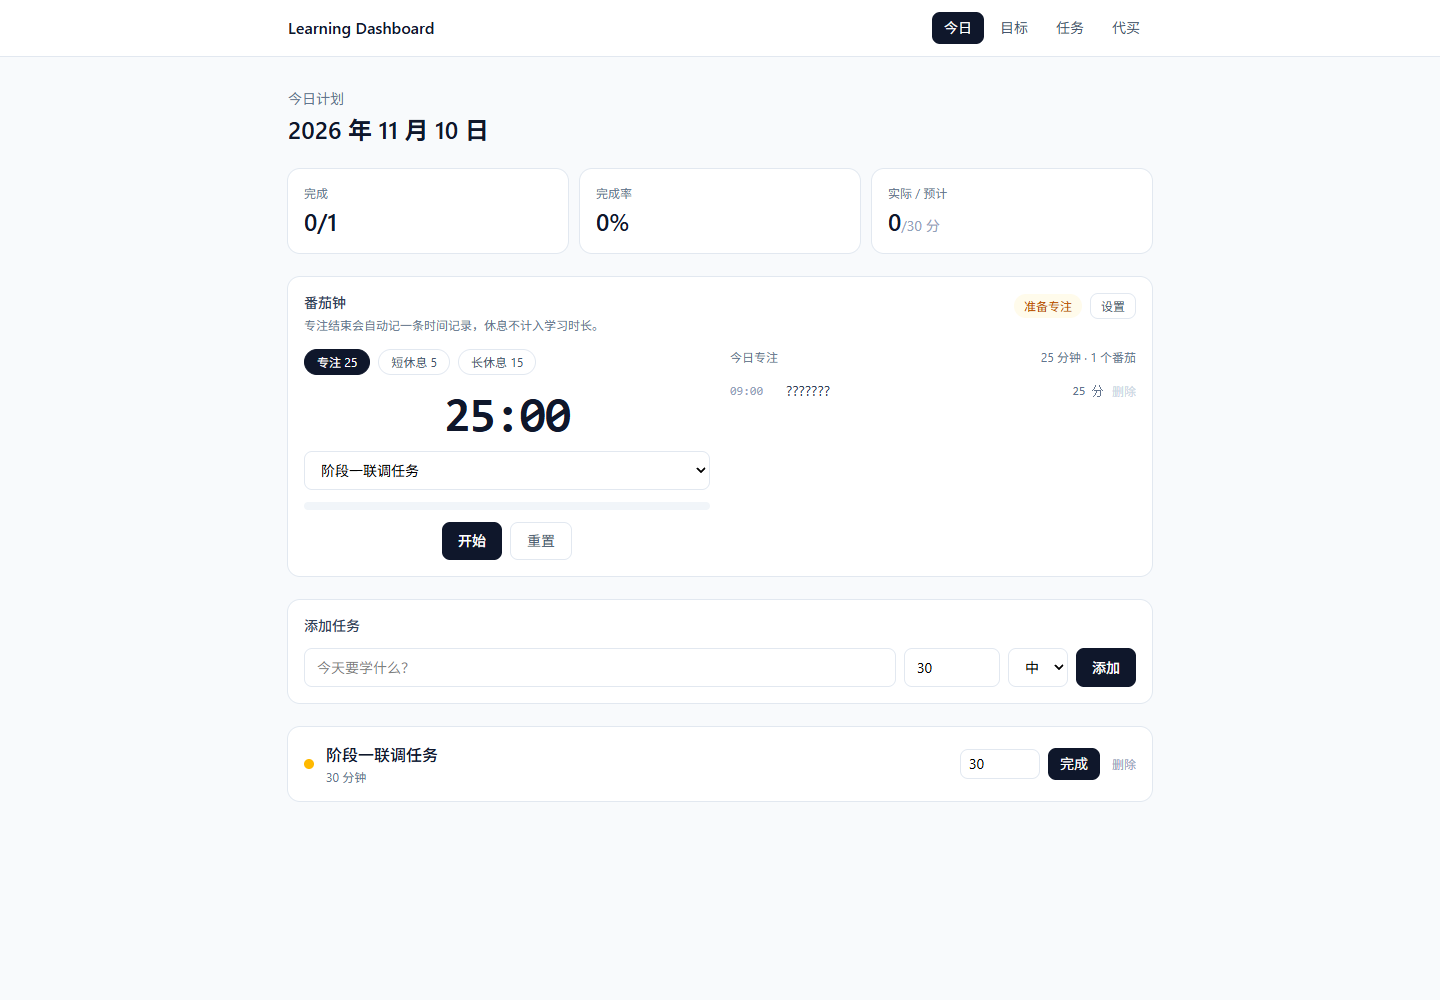 Learning Dashboard
今日 目标 任务 代买
今日计划
2026 年 11 月 10 日
完成 完成率 实际 / 预计
0/1 0% 0/30 分
番茄钟 准备专注 设置
专注结束会自动记一条时间记录，休息不计入学习时长。
专注 25 短休息 5 长休息 15
今日专注 25 分钟 · 1 个番茄
09:00 ??????? 25 分 删除
25:00
阶段一联调任务
开始 重置
添加任务
今天要学什么？ 30 中 添加
阶段一联调任务
30 分钟
30 完成 删除